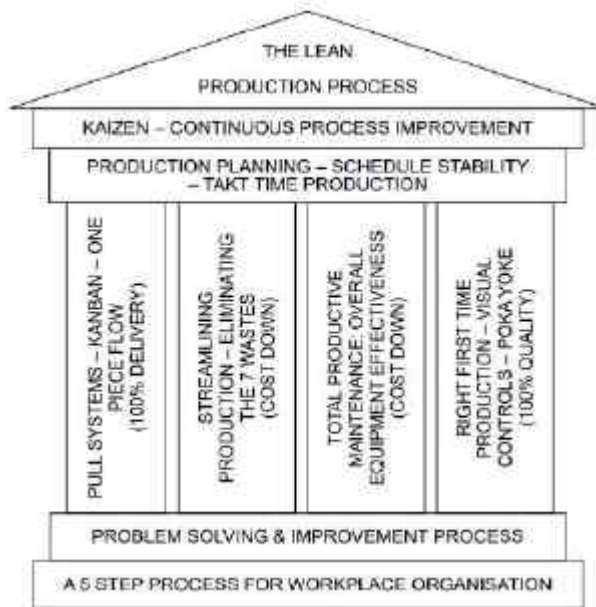 THE LEAN
PRODUCTION PROCESS
KAIZEN – CONTINUOUS PROCESS IMPROVEMENT
PRODUCTION PLANNING – SCHEDULE STABILITY
– TAKT TIME PRODUCTION
PULL SYSTEMS – KANBAN – ONE
PIECE FLOW
(100% DELIVERY)
STREAMLINING
PRODUCTION – ELIMINATING
THE 7 WASTES
(COST DOWN)
TOTAL PRODUCTIVE
MAINTENANCE: OVERALL
EQUIPMENT EFFECTIVENESS
(COST DOWN)
RIGHT FIRST TIME
PRODUCTION – VISUAL
CONTROLS – POKA YOKE
(100% QUALITY)
PROBLEM SOLVING & IMPROVEMENT PROCESS
A 5 STEP PROCESS FOR WORKPLACE ORGANISATION